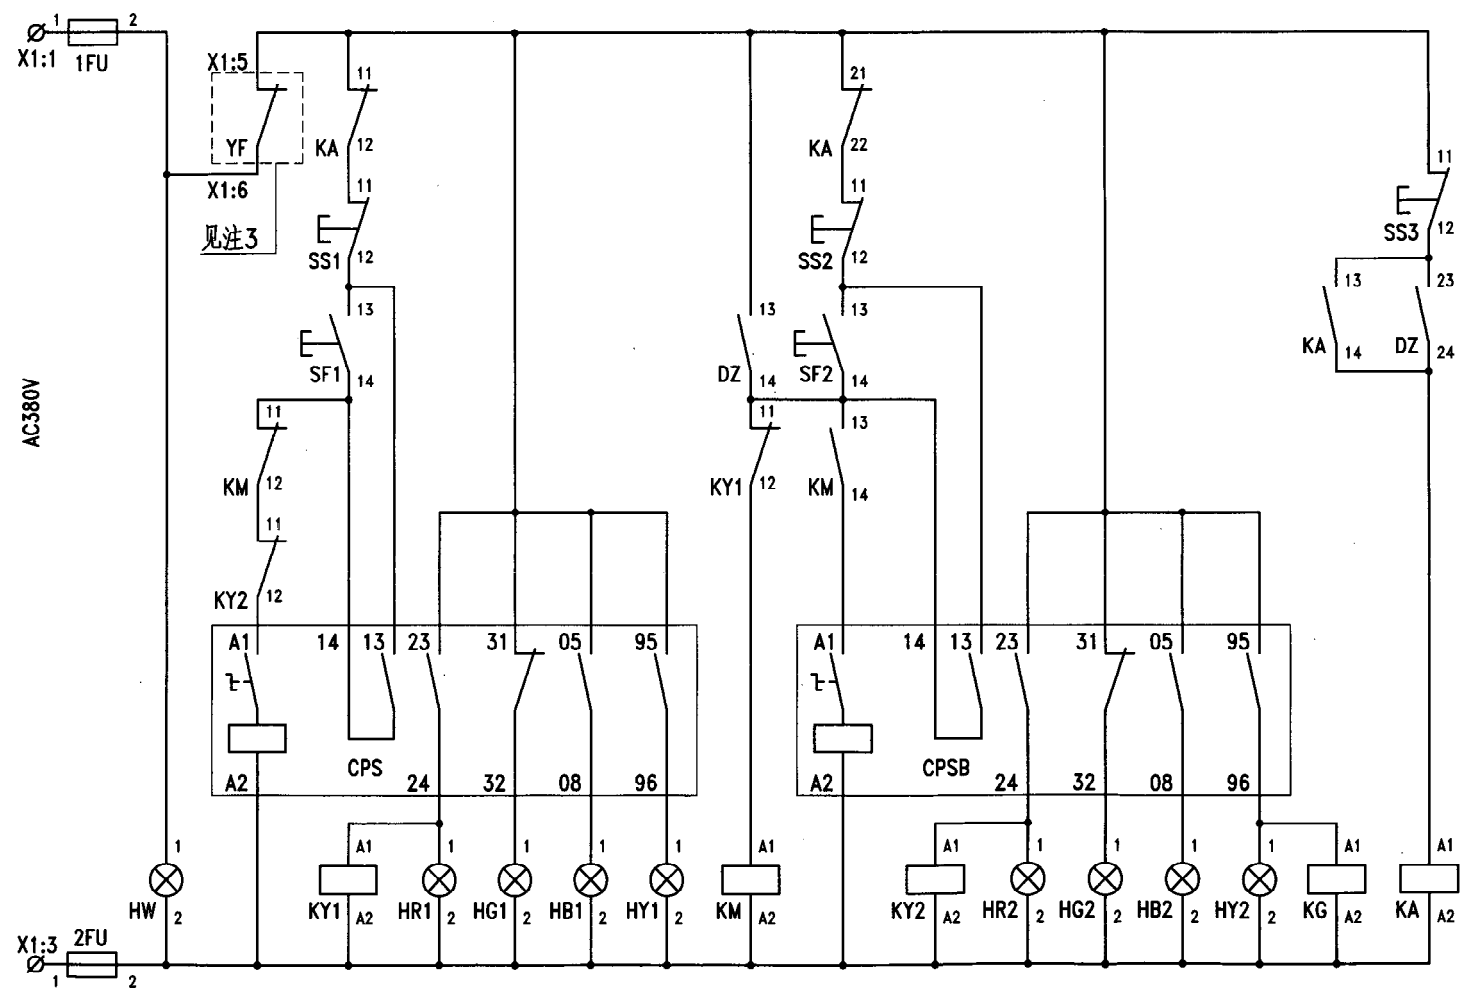 1 2
X1:1 1FU
X1:5
YF
X1:6
见注3
11
KA 12
11
SS1 12
13
SF1 14
11
KM 12
11
KY2 12
21
KA 22
11
SS2 12
13
DZ 14
13
SF2 14
11
KY1 12
13
KM 14
11
SS3 12
13
KA 14
23
DZ 24
AC380V
A1 14 13 23 31 05 95
CPS
A2 24 32 08 96
A1 14 13 23 31 05 95
CPSB
A2 24 32 08 96
1
HW 2
A1
KY1 A2
1
HR1 2
1
HG1 2
1
HB1 2
1
HY1 2
A1
KM A2
A1
KY2 A2
1
HR2 2
1
HG2 2
1
HB2 2
1
HY2 2
A1
KG A2
A1
KA A2
X1:3 2FU
1 2